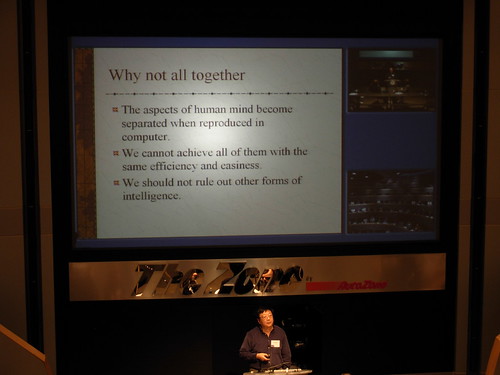 Why not all together
The aspects of human mind become
separated when reproduced in
computer.
We cannot achieve all of them with the
same efficiency and easiness.
We should not rule out other forms of
intelligence.
The Zone
AutoZone